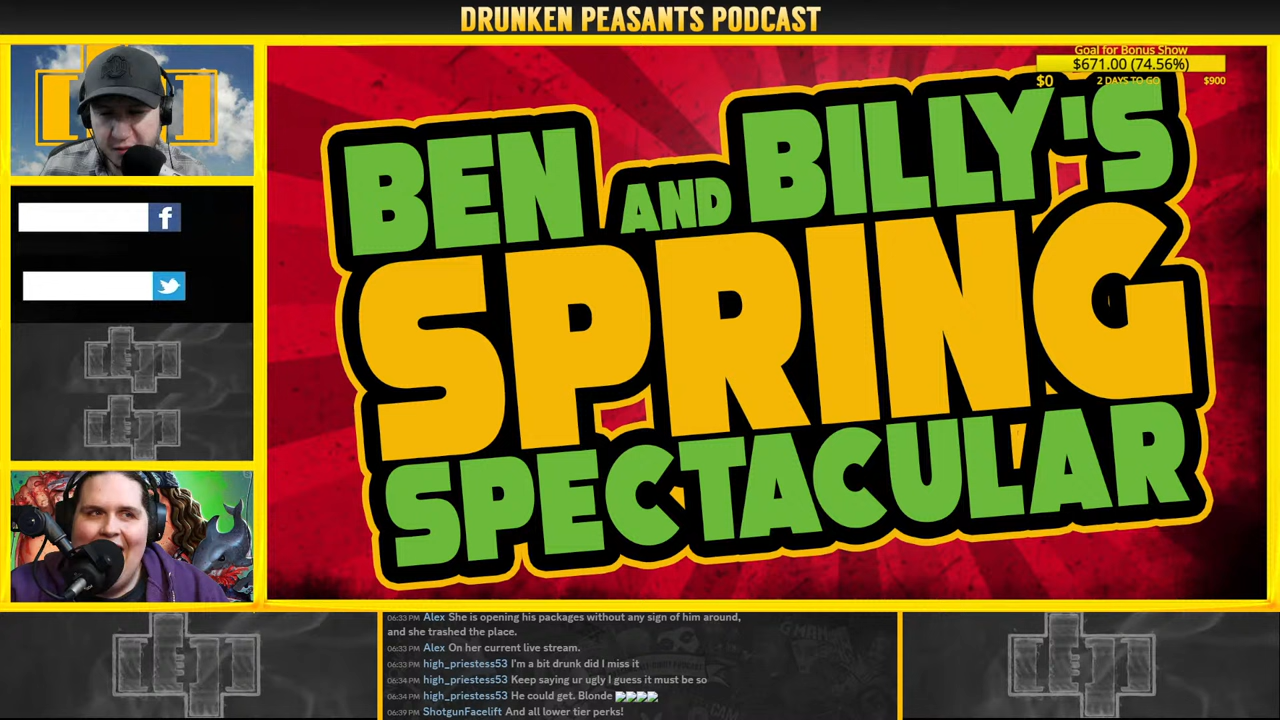 DRUNKEN PEASANTS PODCAST
Goal for Bonus Show
$671.00 (74.56%)
$0 2 DAYS TO GO $900
BEN AND BILLY'S
SPRING
SPECTACULAR
f
06:33 PM Alex She is opening his packages without any sign of him around,
and she trashed the place.
06:33 PM Alex On her current live stream.
06:33 PM high_priestess53 I'm a bit drunk did I miss it
06:34 PM high_priestess53 Keep saying ur ugly I guess it must be so
06:34 PM high_priestess53 He could get. Blonde
06:39 PM ShotgunFacelift And all lower tier perks!